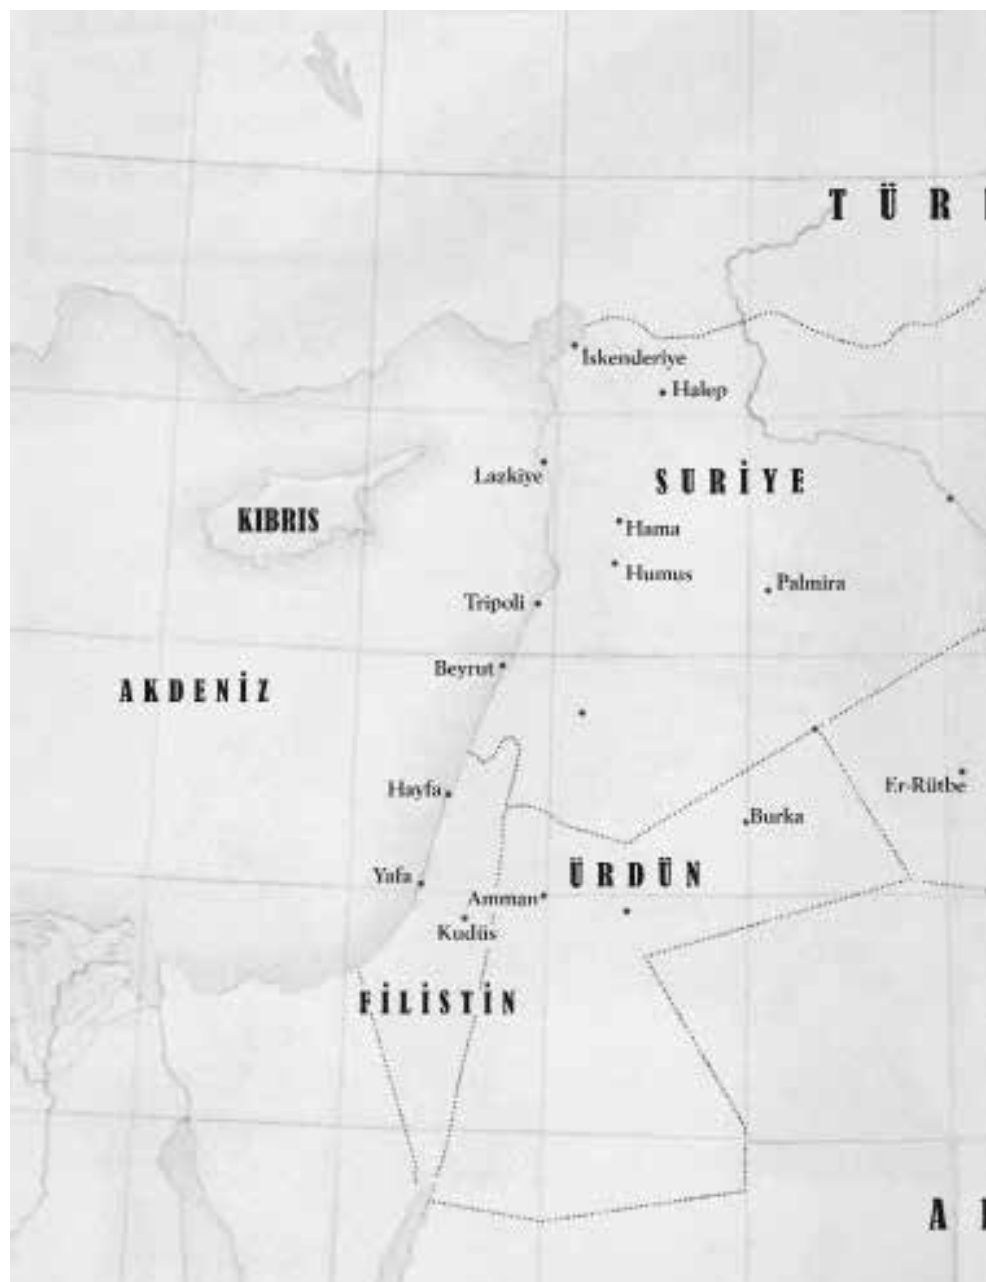 TÜR
İskenderiye
Halep
Lazkiye
SURİYE
KIBRIS
Hama
Humus
Palmira
Tripoli
Beyrut
AKDENİZ
Hayfa
Er-Rütbe
Burka
Yafa
ÜRDÜN
Amman
Kudüs
FİLİSTİN
A